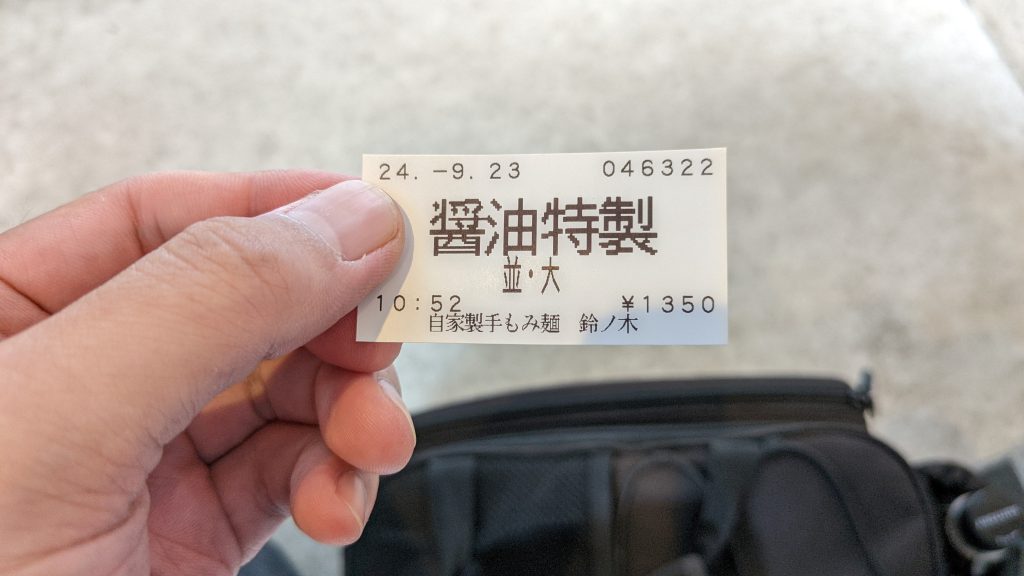 24.-9.23 046322
醤油特製
並・大
10:52 ¥1350
自家製手もみ麺 鈴ノ木